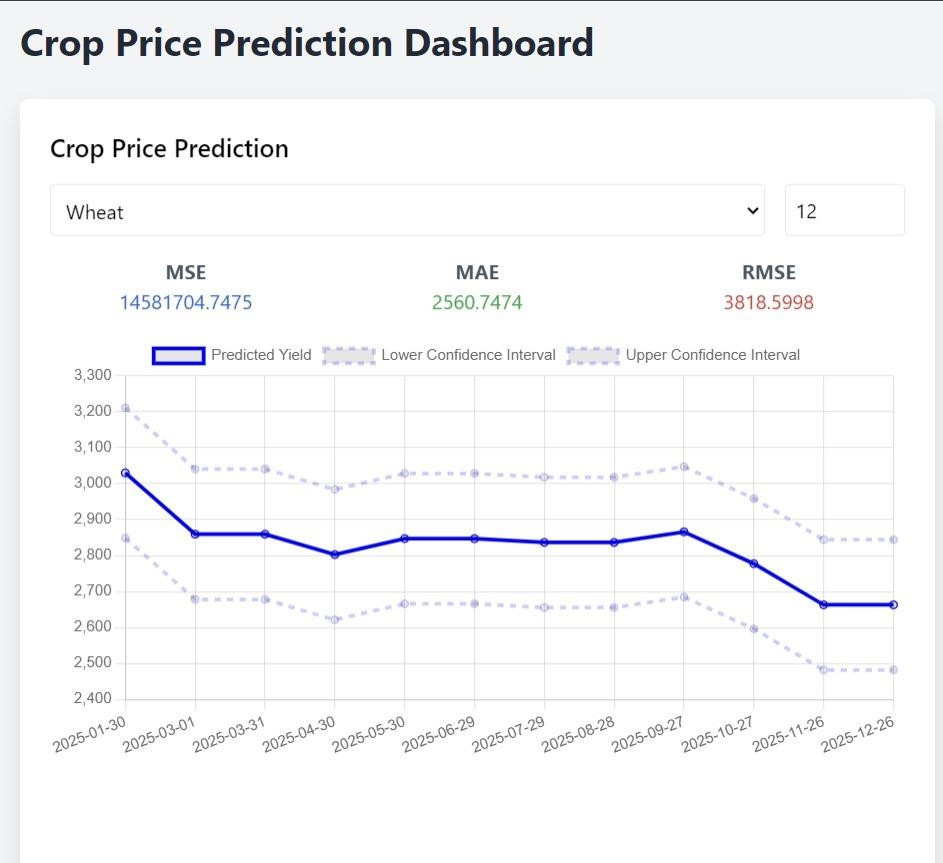 Crop Price Prediction Dashboard
Crop Price Prediction
Wheat 12
MSE MAE RMSE
14581704.7475 2560.7474 3818.5998
Predicted Yield Lower Confidence Interval Upper Confidence Interval
3,300
3,200
3,100
3,000
2,900
2,800
2,700
2,600
2,500
2,400
2025-01-30 2025-03-01 2025-03-31 2025-04-30 2025-05-30 2025-06-29 2025-07-29 2025-08-28 2025-09-27 2025-10-27 2025-11-26 2025-12-26